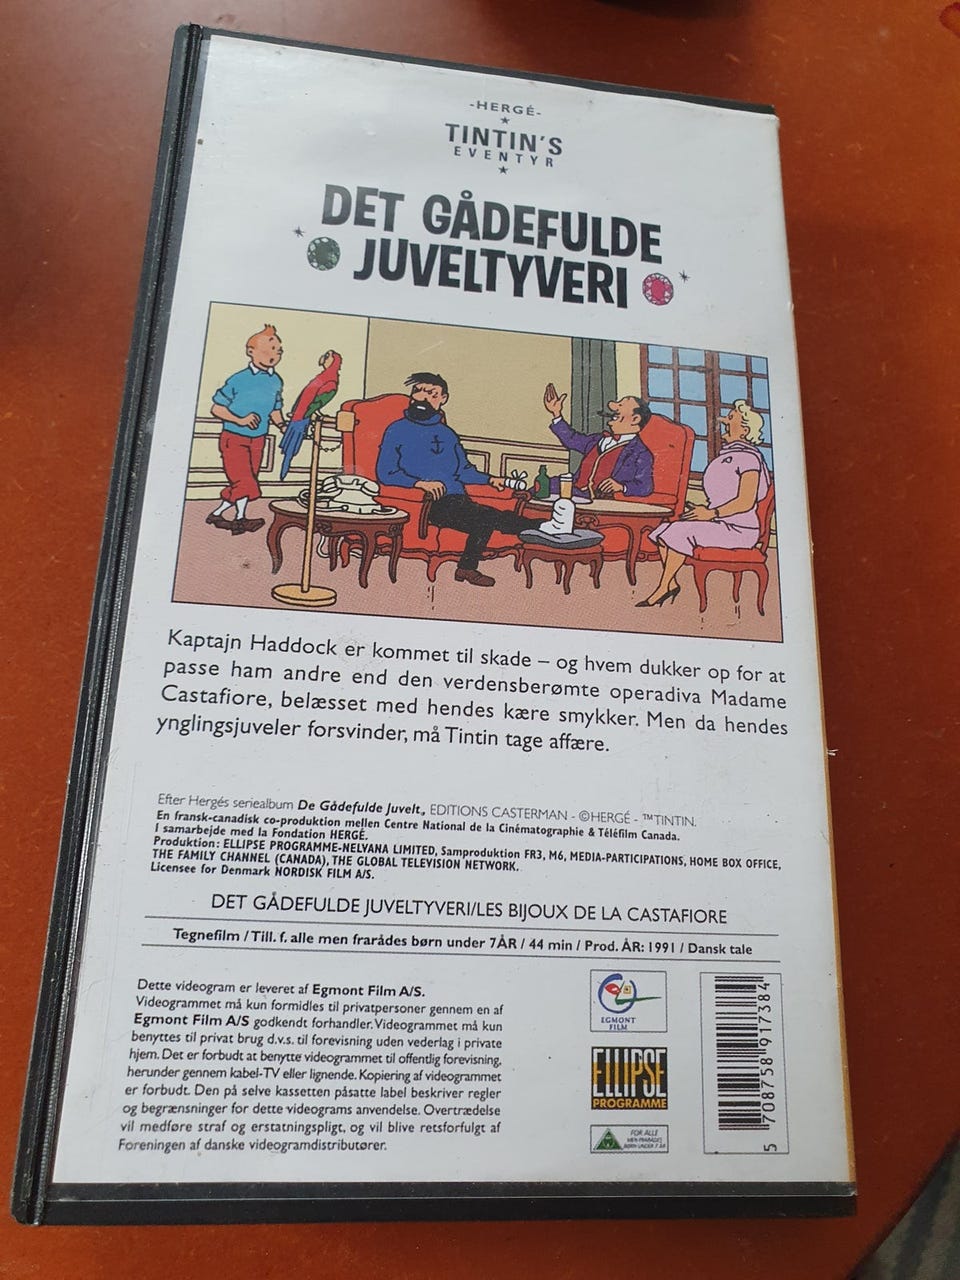 -HERGÉ-
TINTIN'S
EVENTYR
DET GÅDEFULDE
JUVELTYVERI
Kaptajn Haddock er kommet til skade – og hvem dukker op for at
passe ham andre end den verdensberømte operadiva Madame
Castafiore, belæsset med hendes kære smykker. Men da hendes
ynglingsjuveler forsvinder, må Tintin tage affære.
Efter Hergés seriealbum De Gådefulde Juvelt., EDITIONS CASTERMAN - ©HERGÉ - ™TINTIN.
En fransk-canadisk co-produktion mellen Centre National de la Cinématographie & Téléfilm Canada.
I samarbejde med la Fondation HERGÉ.
Produktion: ELLIPSE PROGRAMME-NELVANA LIMITED, Samproduktion FR3, M6, MEDIA-PARTICIPATIONS, HOME BOX OFFICE,
THE FAMILY CHANNEL (CANADA), THE GLOBAL TELEVISION NETWORK.
Licensee for Denmark NORDISK FILM A/S.
DET GÅDEFULDE JUVELTYVERI/LES BIJOUX DE LA CASTAFIORE
Tegnefilm / Till. f. alle men frarådes børn under 7ÅR / 44 min / Prod. ÅR: 1991 / Dansk tale
Dette videogram er leveret af Egmont Film A/S.
Videogrammet må kun formidles til privatpersoner gennem en af
Egmont Film A/S godkendt forhandler. Videogrammet må kun
benyttes til privat brug d.v.s. til forevisning uden vederlag i private
hjem. Det er forbudt at benytte videogrammet til offentlig forevisning,
herunder gennem kabel-TV eller lignende. Kopiering af videogrammet
er forbudt. Den på selve kassetten påsatte label beskriver regler
og begrænsninger for dette videograms anvendelse. Overtrædelse
vil medføre straf og erstatningspligt, og vil blive retsforfulgt af
Foreningen af danske videogramdistributører.
EGMONT
FILM
ELLIPSE
PROGRAMME
A
FOR ALLE
MEN FRARÅDES
BØRN UNDER 7 ÅR
5 708758 917384